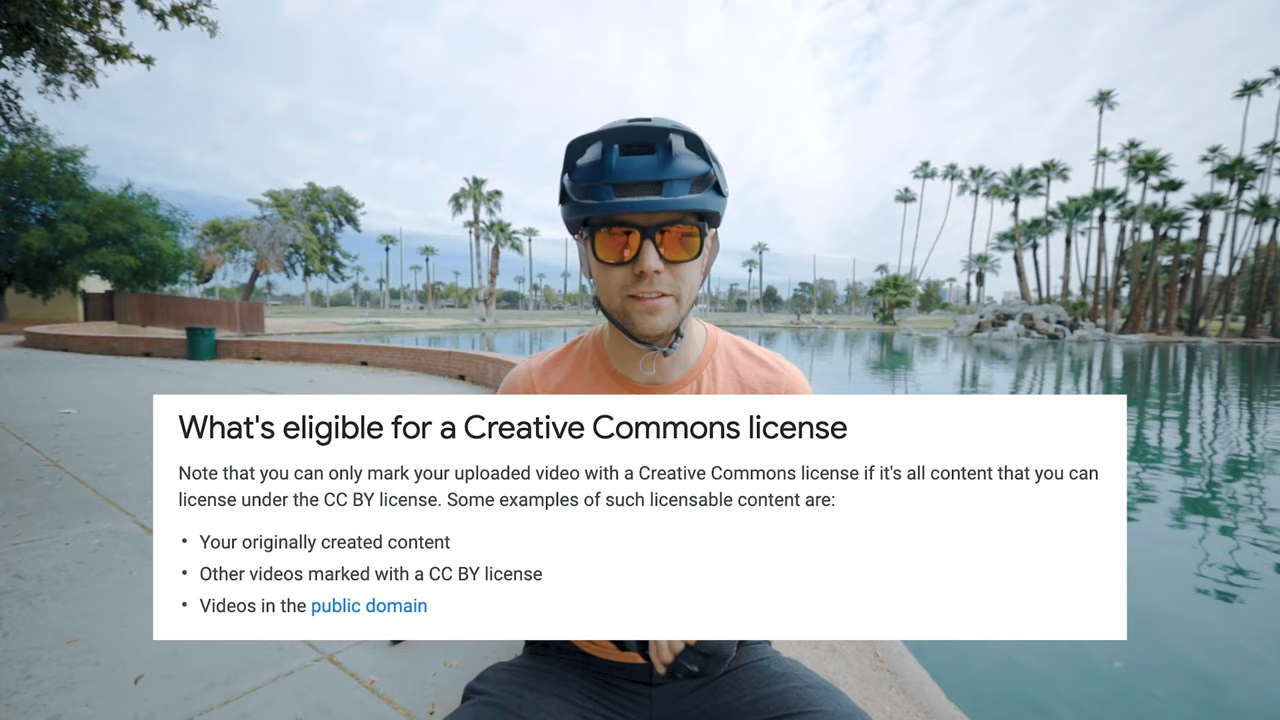 What's eligible for a Creative Commons license
Note that you can only mark your uploaded video with a Creative Commons license if it's all content that you can
license under the CC BY license. Some examples of such licensable content are:
• Your originally created content
• Other videos marked with a CC BY license
• Videos in the public domain